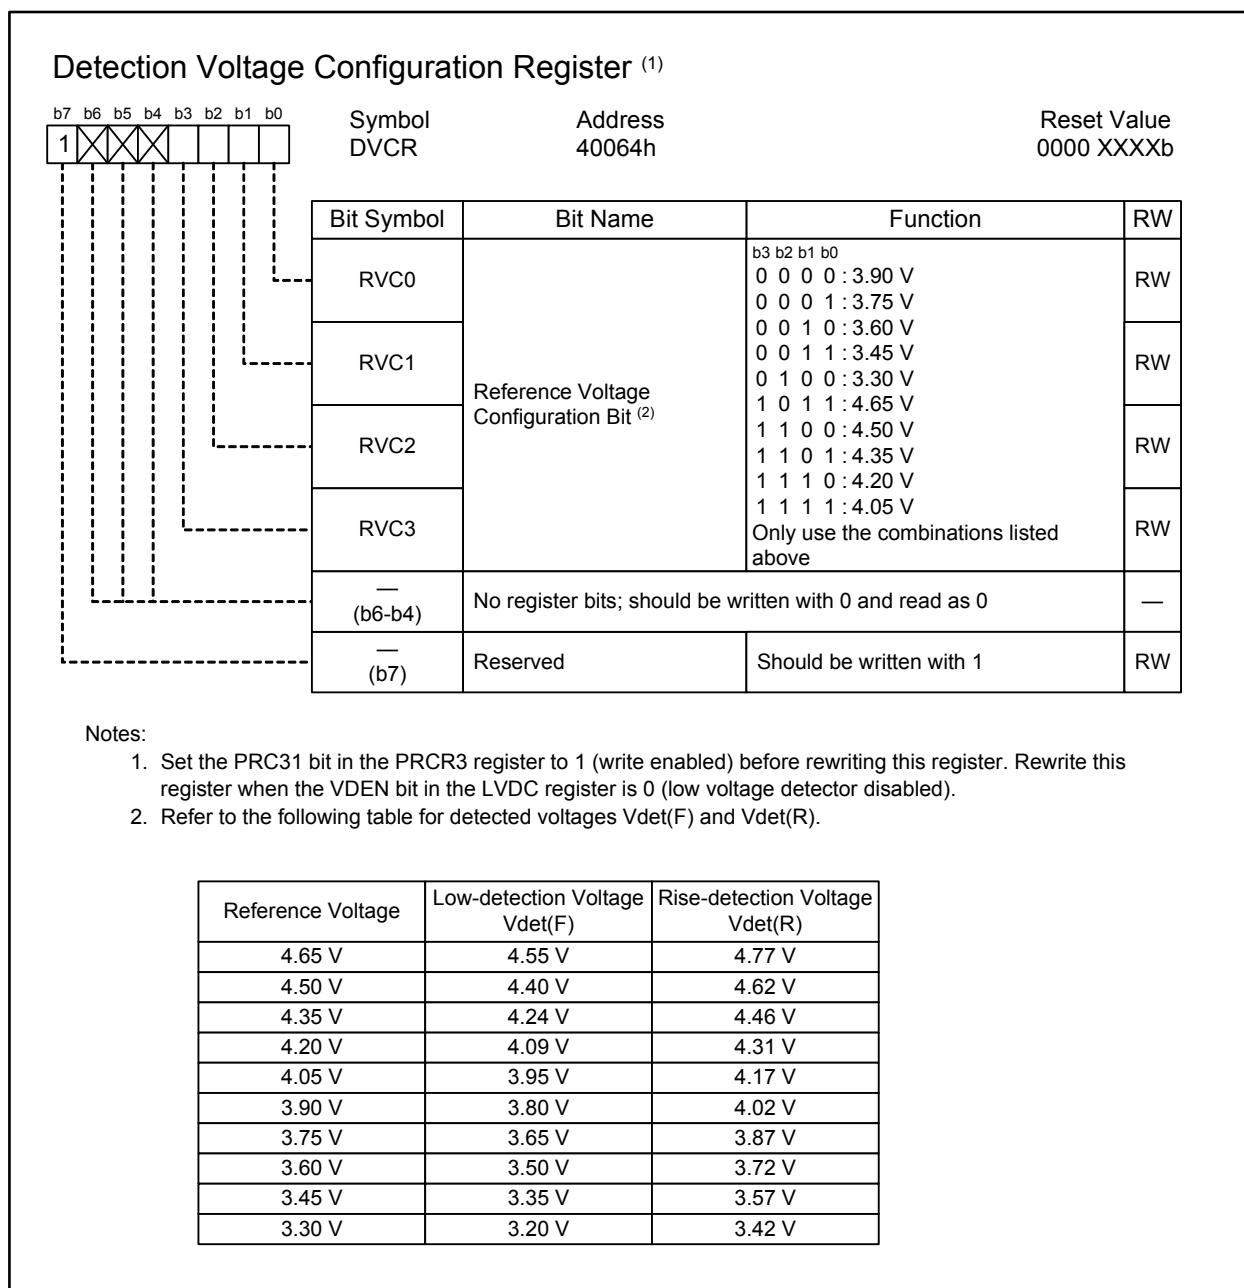 Detection Voltage Configuration Register (1)
b7 b6 b5 b4 b3 b2 b1 b0
1
Symbol Address Reset Value
DVCR 40064h 0000 XXXXb
Bit Symbol Bit Name Function RW
RVC0 RW
RVC1 RW
RVC2 RW
RVC3 RW
Reference Voltage
Configuration Bit (2)
b3 b2 b1 b0
0 0 0 0 : 3.90 V
0 0 0 1 : 3.75 V
0 0 1 0 : 3.60 V
0 0 1 1 : 3.45 V
0 1 0 0 : 3.30 V
1 0 1 1 : 4.65 V
1 1 0 0 : 4.50 V
1 1 0 1 : 4.35 V
1 1 1 0 : 4.20 V
1 1 1 1 : 4.05 V
Only use the combinations listed
above
—
(b6-b4) No register bits; should be written with 0 and read as 0 —
—
(b7) Reserved Should be written with 1 RW
Notes:
1. Set the PRC31 bit in the PRCR3 register to 1 (write enabled) before rewriting this register. Rewrite this
register when the VDEN bit in the LVDC register is 0 (low voltage detector disabled).
2. Refer to the following table for detected voltages Vdet(F) and Vdet(R).
Reference Voltage Low-detection Voltage Rise-detection Voltage
Vdet(F) Vdet(R)
4.65 V 4.55 V 4.77 V
4.50 V 4.40 V 4.62 V
4.35 V 4.24 V 4.46 V
4.20 V 4.09 V 4.31 V
4.05 V 3.95 V 4.17 V
3.90 V 3.80 V 4.02 V
3.75 V 3.65 V 3.87 V
3.60 V 3.50 V 3.72 V
3.45 V 3.35 V 3.57 V
3.30 V 3.20 V 3.42 V